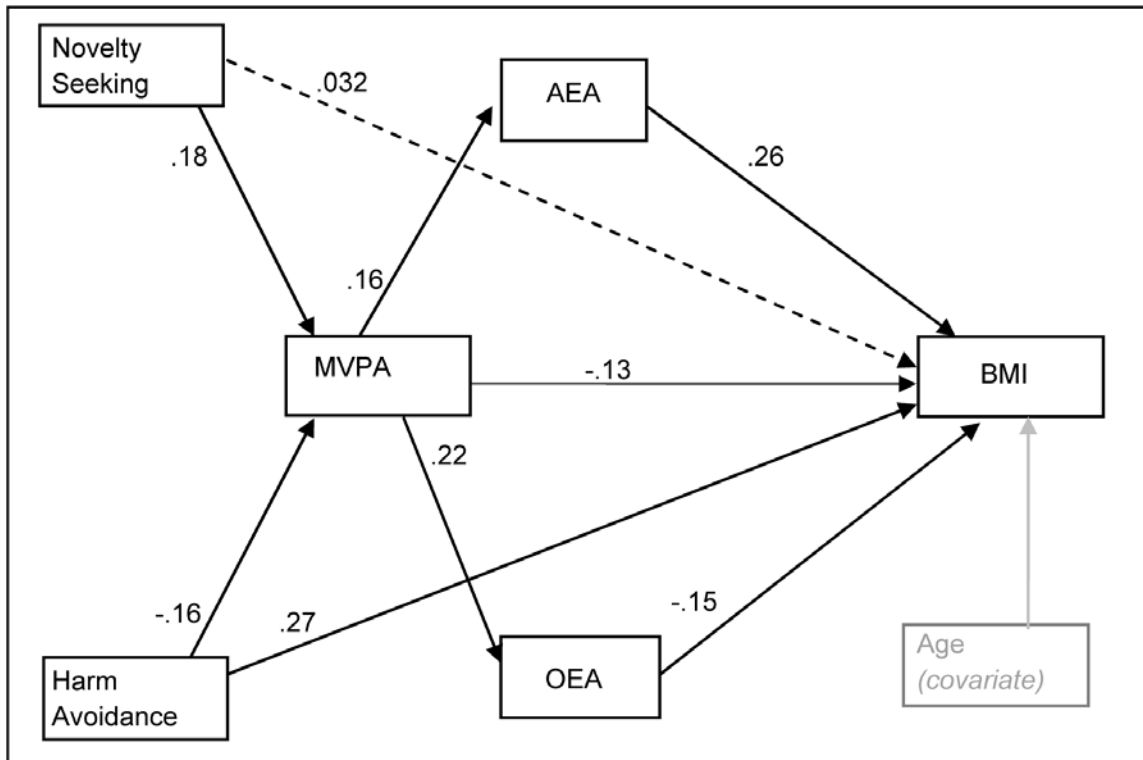 Novelty
Seeking
.032
AEA
.18
.26
.16
MVPA
-.13
BMI
.22
-.16
.27
-.15
Harm
Avoidance
OEA
Age
(covariate)